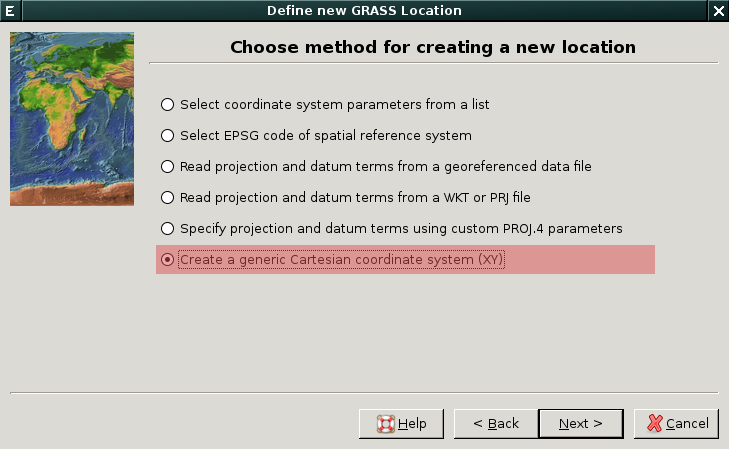 E Define new GRASS Location X
Choose method for creating a new location
Select coordinate system parameters from a list
Select EPSG code of spatial reference system
Read projection and datum terms from a georeferenced data file
Read projection and datum terms from a WKT or PRJ file
Specify projection and datum terms using custom PROJ.4 parameters
Create a generic Cartesian coordinate system (XY)
Help < Back Next > Cancel